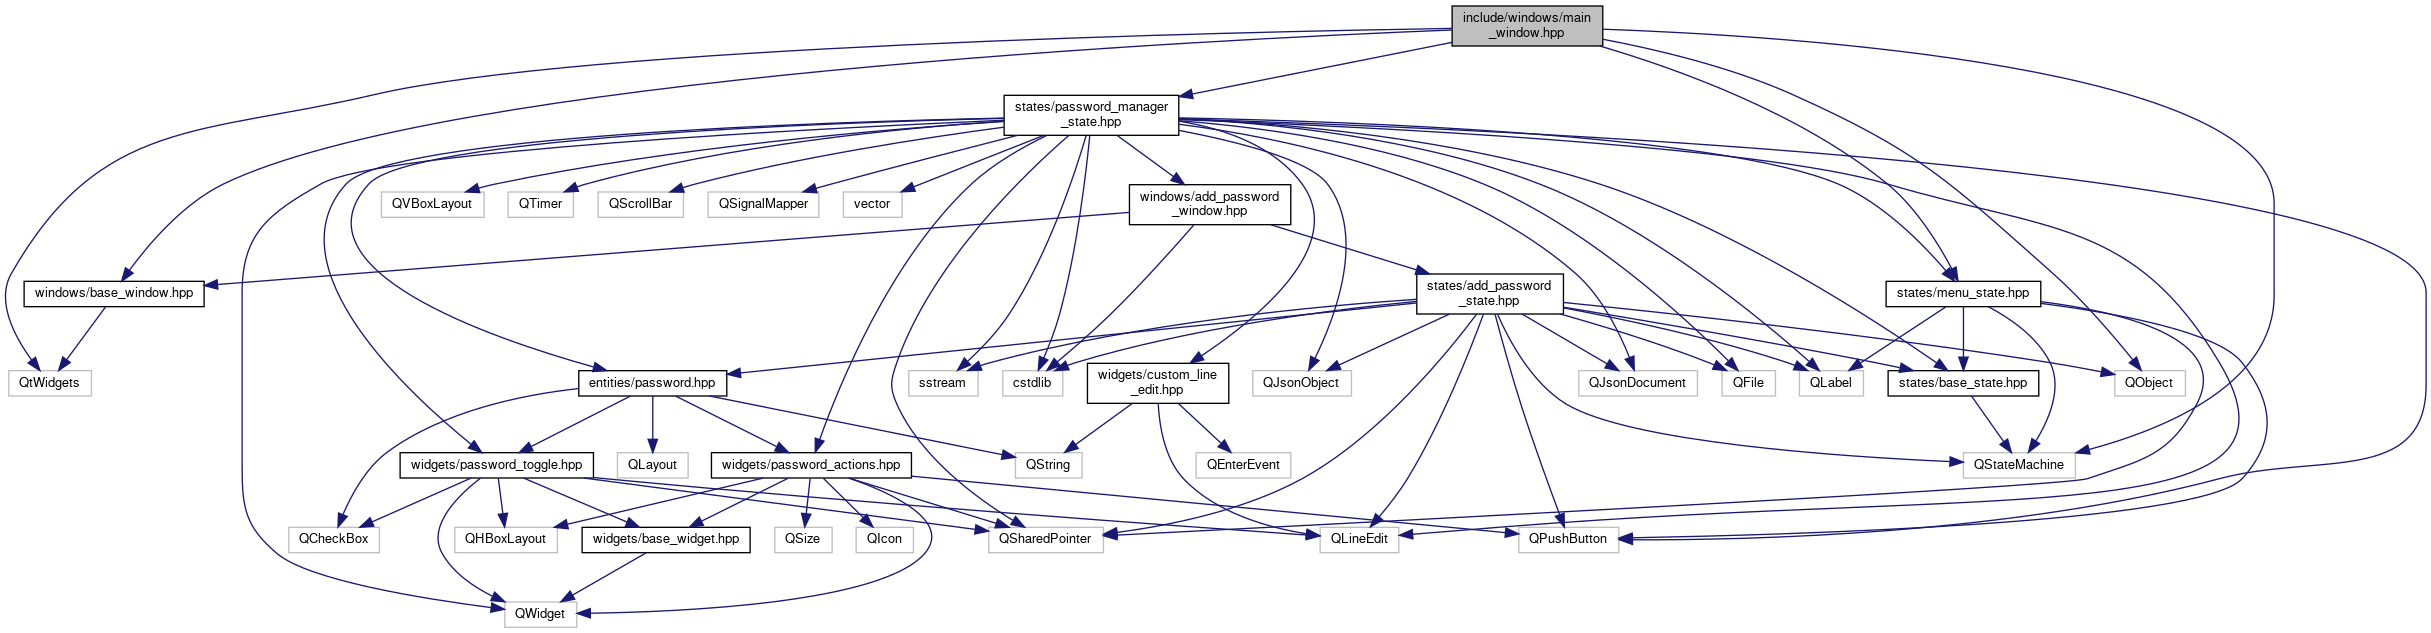 include/windows/main
_window.hpp
states/password_manager
_state.hpp
QVBoxLayout
QTimer
QScrollBar
QSignalMapper
vector
windows/add_password
_window.hpp
windows/base_window.hpp
states/add_password
_state.hpp
states/menu_state.hpp
QtWidgets
entities/password.hpp
sstream
cstdlib
widgets/custom_line
_edit.hpp
QJsonObject
QJsonDocument
QFile
QLabel
states/base_state.hpp
QObject
widgets/password_toggle.hpp
QLayout
widgets/password_actions.hpp
QString
QEnterEvent
QStateMachine
QCheckBox
QHBoxLayout
widgets/base_widget.hpp
QSize
QIcon
QSharedPointer
QLineEdit
QPushButton
QWidget